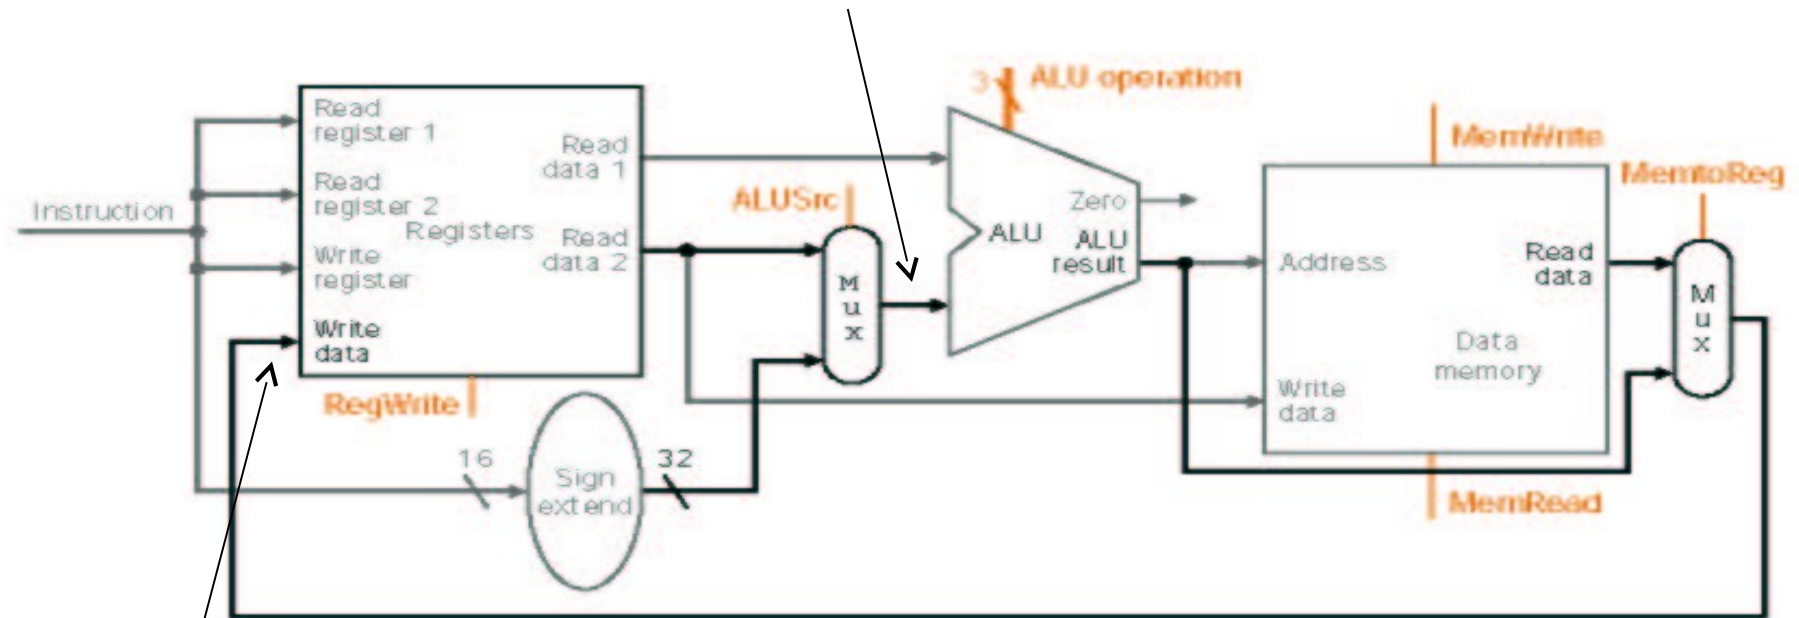 3
ALU operation
MemWrite
MemtoReg
Read
register 1
Read
data 1
Read
register 2
Registers
Read
data 2
Write
register
Write
data
Instruction
RegWrite
ALUSrc
M
u
x
Zero
ALU
ALU
result
Address
Read
data
Data
memory
Write
data
M
u
x
16
Sign
extend
32
MemRead